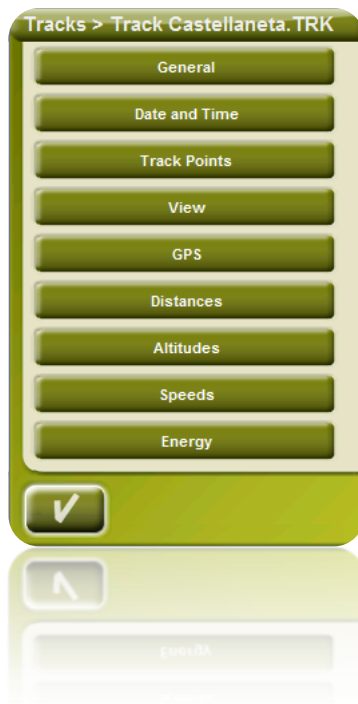 Tracks > Track Castellaneta.TRK
General
Date and Time
Track Points
View
GPS
Distances
Altitudes
Speeds
Energy